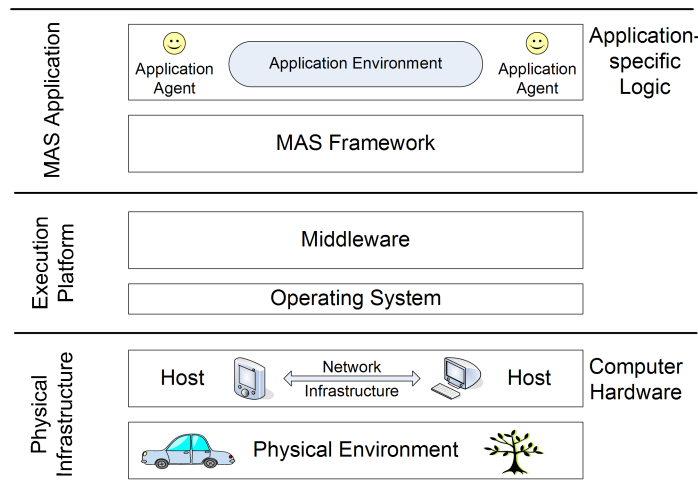 MAS Application
Application
Agent
Application Environment
Application
Agent
Application-
specific
Logic
MAS Framework
Execution
Platform
Middleware
Operating System
Physical
Infrastructure
Host
Network
Infrastructure
Host
Computer
Hardware
Physical Environment